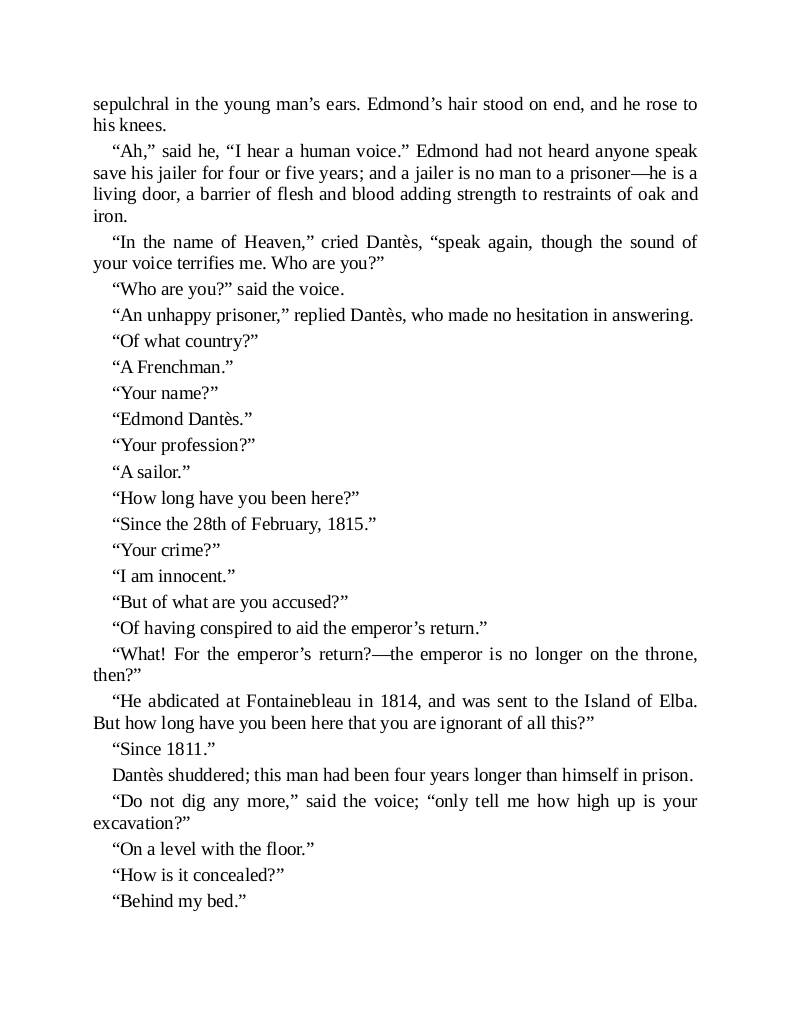 sepulchral in the young man’s ears. Edmond’s hair stood on end, and he rose to
his knees.
“Ah,” said he, “I hear a human voice.” Edmond had not heard anyone speak
save his jailer for four or five years; and a jailer is no man to a prisoner—he is a
living door, a barrier of flesh and blood adding strength to restraints of oak and
iron.
“In the name of Heaven,” cried Dantès, “speak again, though the sound of
your voice terrifies me. Who are you?”
“Who are you?” said the voice.
“An unhappy prisoner,” replied Dantès, who made no hesitation in answering.
“Of what country?”
“A Frenchman.”
“Your name?”
“Edmond Dantès.”
“Your profession?”
“A sailor.”
“How long have you been here?”
“Since the 28th of February, 1815.”
“Your crime?”
“I am innocent.”
“But of what are you accused?”
“Of having conspired to aid the emperor’s return.”
“What! For the emperor’s return?—the emperor is no longer on the throne,
then?”
“He abdicated at Fontainebleau in 1814, and was sent to the Island of Elba.
But how long have you been here that you are ignorant of all this?”
“Since 1811.”
Dantès shuddered; this man had been four years longer than himself in prison.
“Do not dig any more,” said the voice; “only tell me how high up is your
excavation?”
“On a level with the floor.”
“How is it concealed?”
“Behind my bed.”